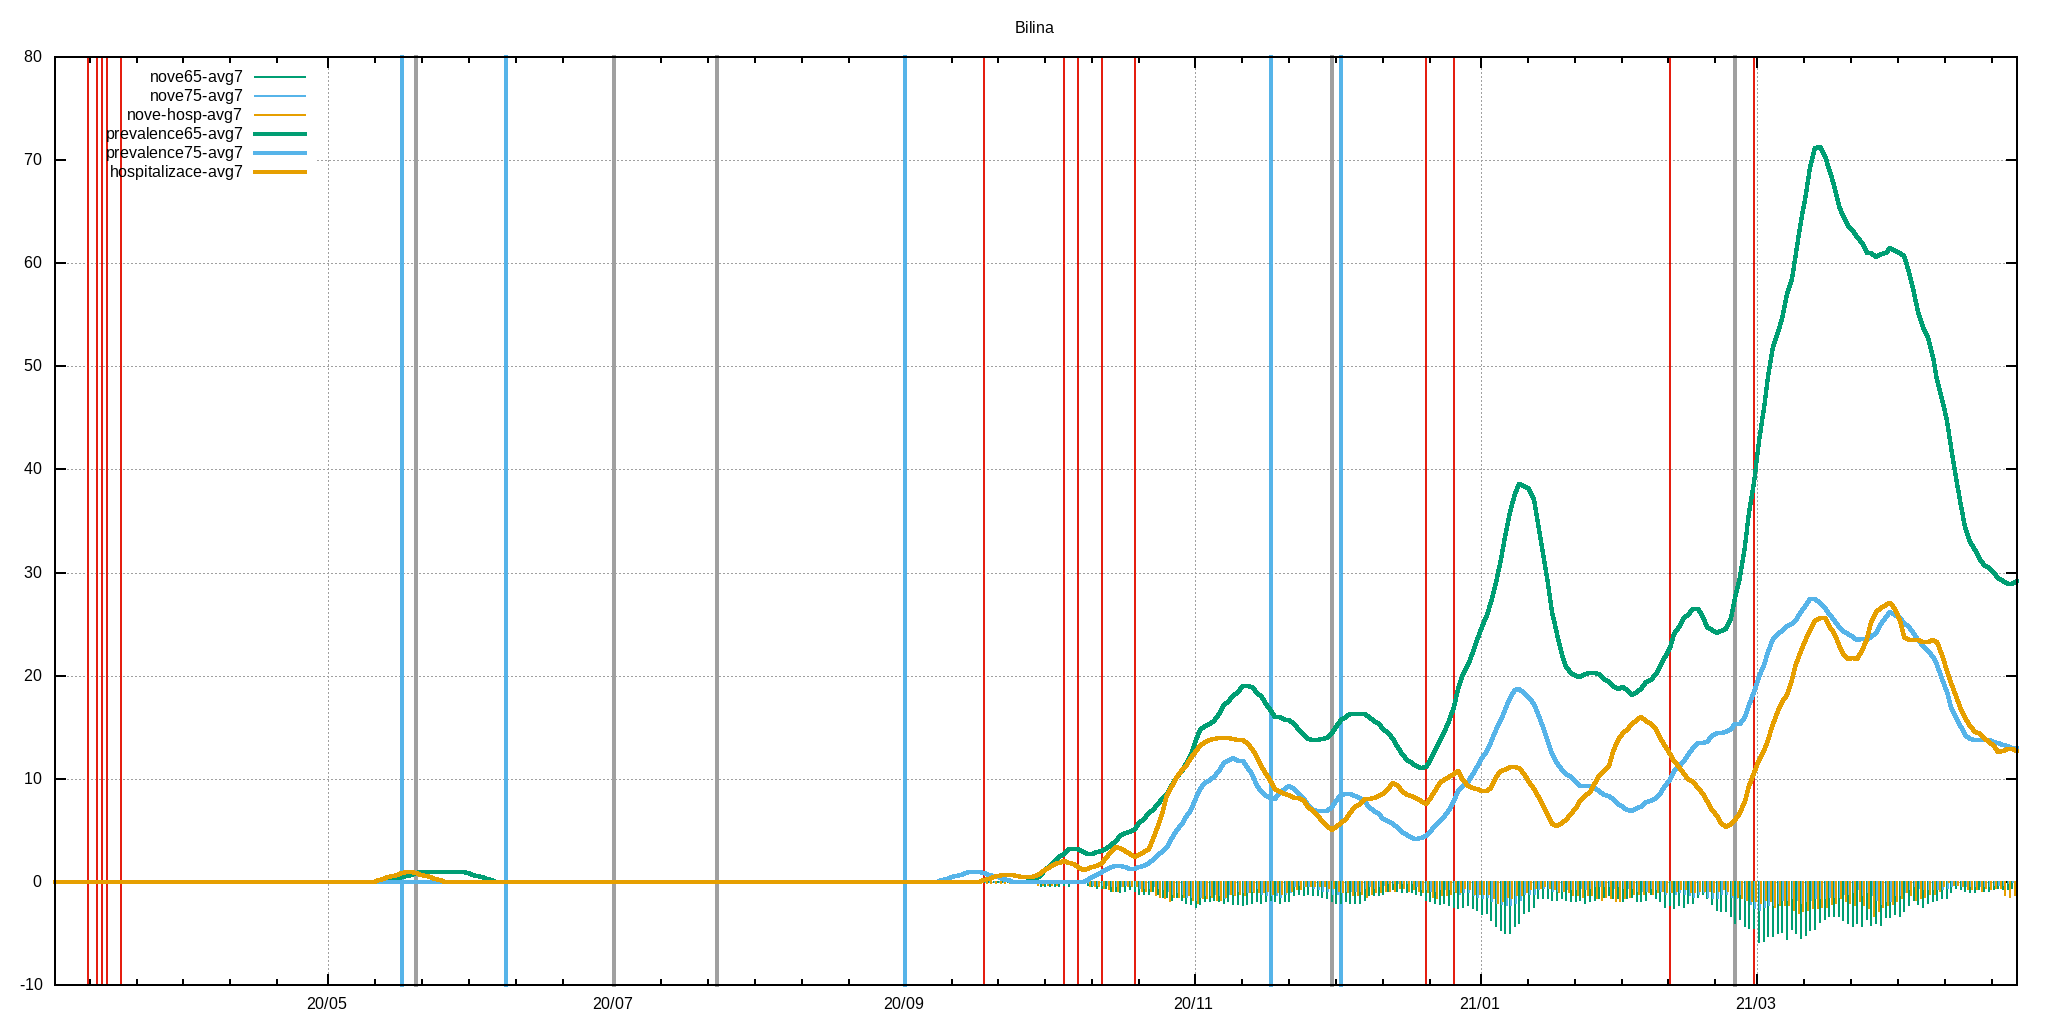 Bilina
80
70
60
50
40
30
20
10
0
-10
nove65-avg7
nove75-avg7
nove-hosp-avg7
prevalence65-avg7
prevalence75-avg7
hospitalizace-avg7
20/05 20/07 20/09 20/11 21/01 21/03